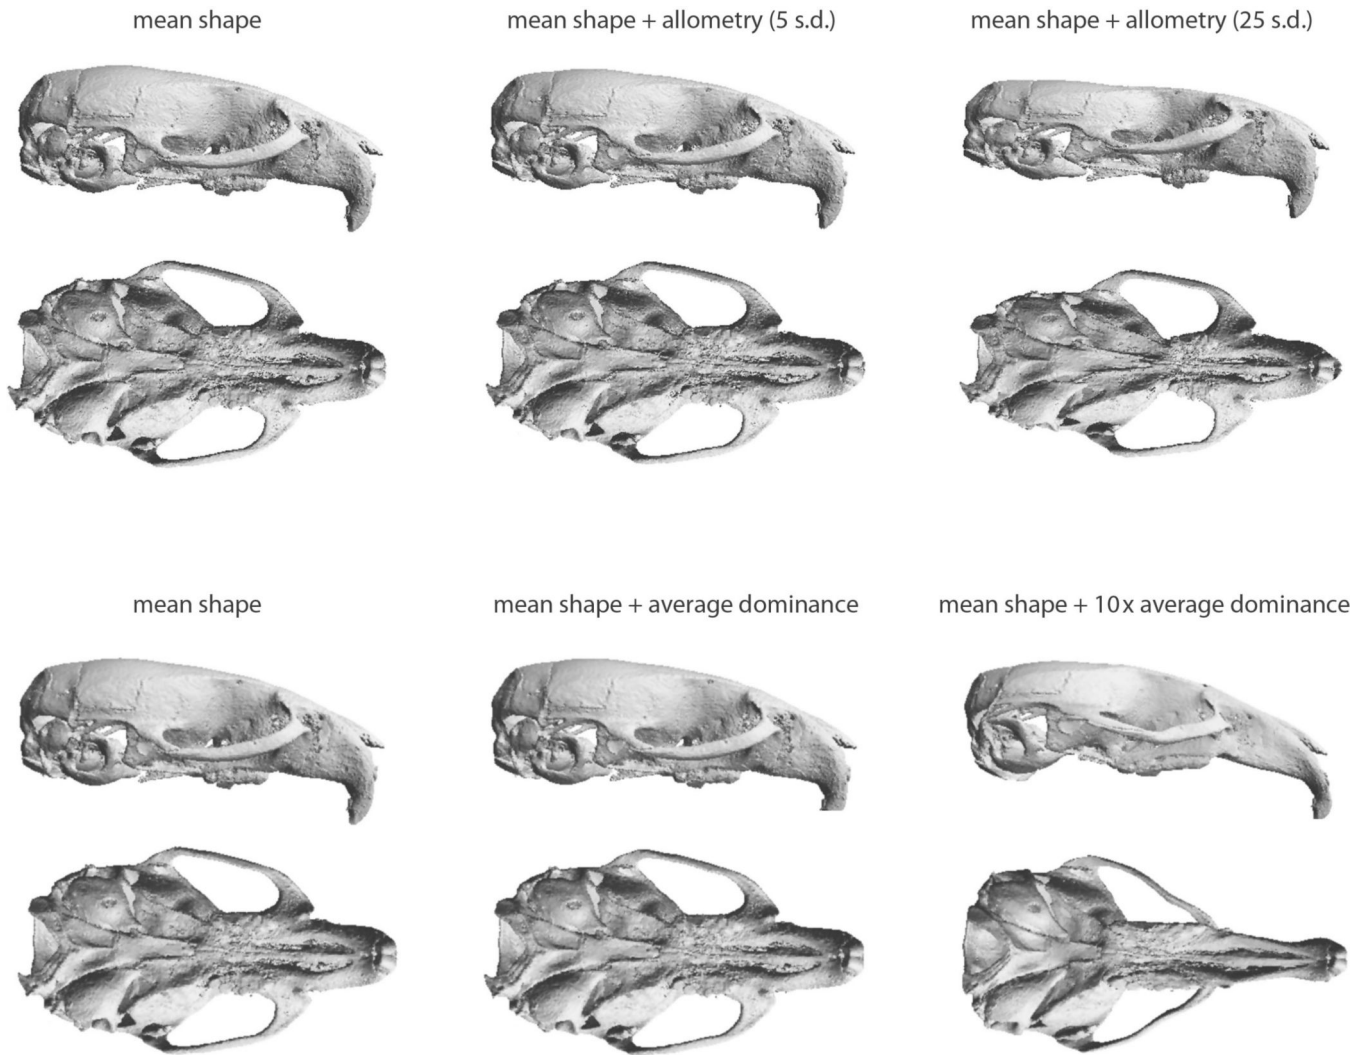 mean shape
mean shape + allometry (5 s.d.)
mean shape + allometry (25 s.d.)
mean shape
mean shape + average dominance
mean shape + 10x average dominance